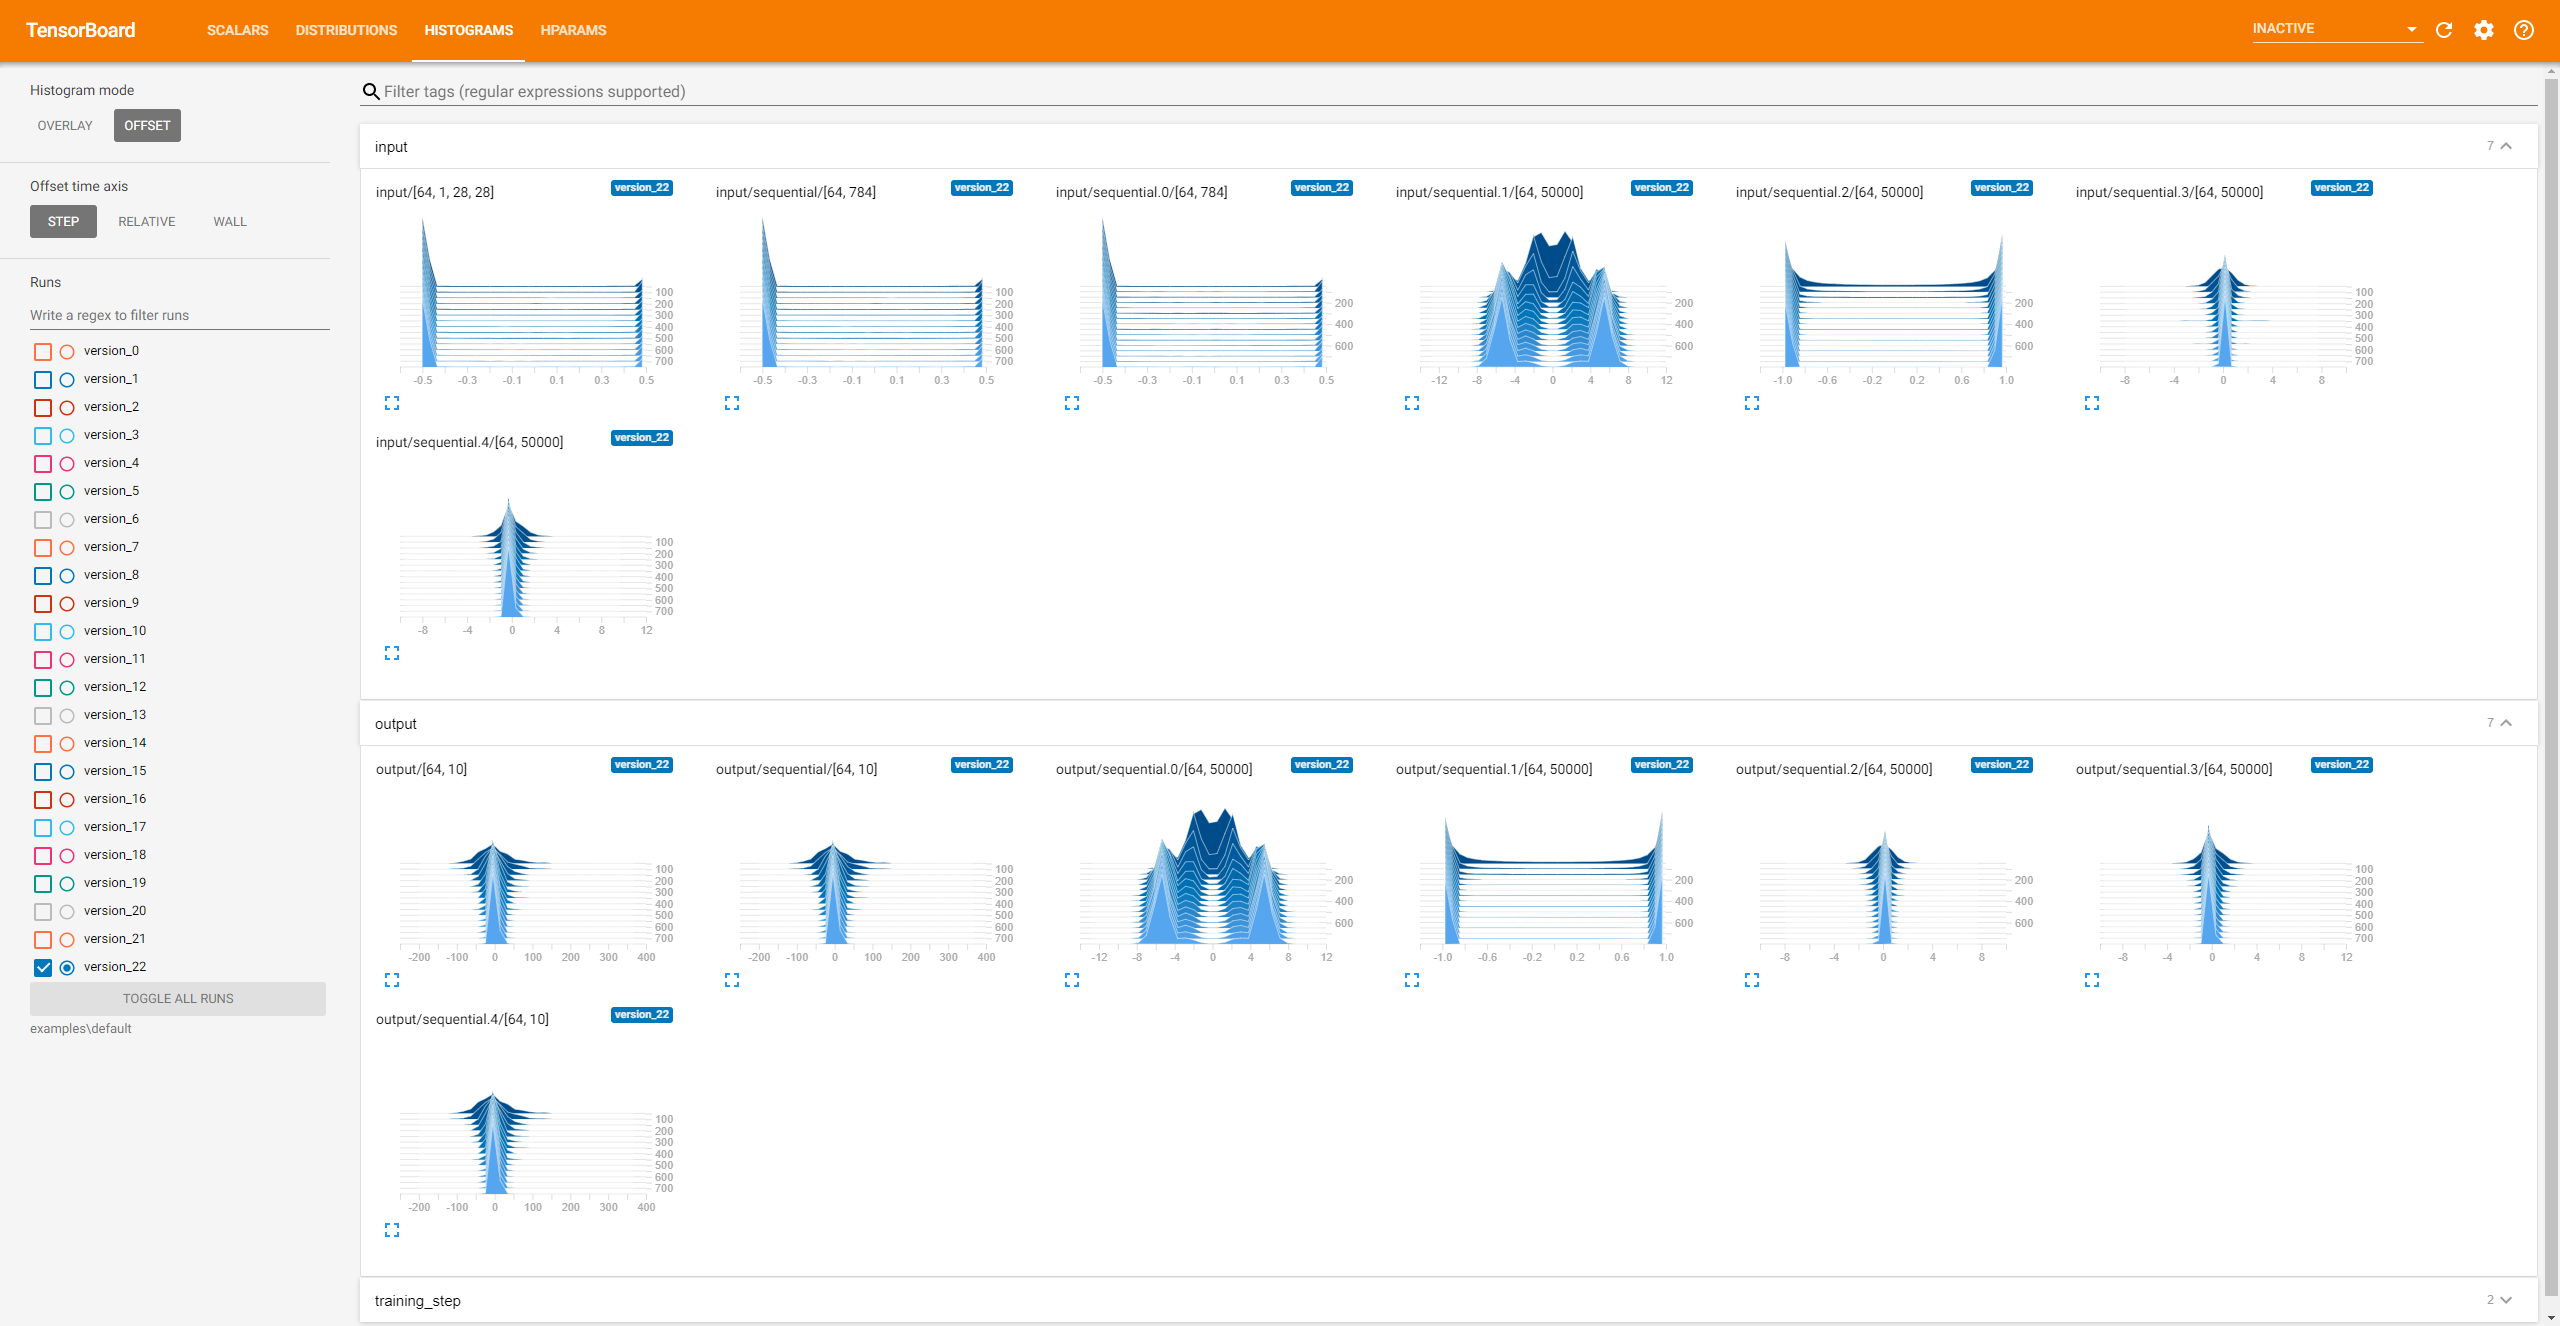 TensorBoard
SCALARS DISTRIBUTIONS HISTOGRAMS HPARAMS
INACTIVE
Histogram mode
OVERLAY OFFSET
Offset time axis
STEP RELATIVE WALL
Runs
Write a regex to filter runs
version_0
version_1
version_2
version_3
version_4
version_5
version_6
version_7
version_8
version_9
version_10
version_11
version_12
version_13
version_14
version_15
version_16
version_17
version_18
version_19
version_20
version_21
version_22
TOGGLE ALL RUNS
examples\default
Filter tags (regular expressions supported)
input 7
input/[64, 1, 28, 28] version_22
100
200
300
400
500
600
700
-0.5 -0.3 -0.1 0.1 0.3 0.5
input/sequential/[64, 784] version_22
100
200
300
400
500
600
700
-0.5 -0.3 -0.1 0.1 0.3 0.5
input/sequential.0/[64, 784] version_22
200
400
600
-0.5 -0.3 -0.1 0.1 0.3 0.5
input/sequential.1/[64, 50000] version_22
200
400
600
-12 -8 -4 0 4 8 12
input/sequential.2/[64, 50000] version_22
200
400
600
-1.0 -0.6 -0.2 0.2 0.6 1.0
input/sequential.3/[64, 50000] version_22
100
200
300
400
500
600
700
-8 -4 0 4 8
input/sequential.4/[64, 50000] version_22
100
200
300
400
500
600
700
-8 -4 0 4 8 12
output 7
output/[64, 10] version_22
100
200
300
400
500
600
700
-200 -100 0 100 200 300 400
output/sequential/[64, 10] version_22
100
200
300
400
500
600
700
-200 -100 0 100 200 300 400
output/sequential.0/[64, 50000] version_22
200
400
600
-12 -8 -4 0 4 8 12
output/sequential.1/[64, 50000] version_22
200
400
600
-1.0 -0.6 -0.2 0.2 0.6 1.0
output/sequential.2/[64, 50000] version_22
200
400
600
-8 -4 0 4 8
output/sequential.3/[64, 50000] version_22
100
200
300
400
500
600
700
-8 -4 0 4 8 12
output/sequential.4/[64, 10] version_22
100
200
300
400
500
600
700
-200 -100 0 100 200 300 400
training_step 2